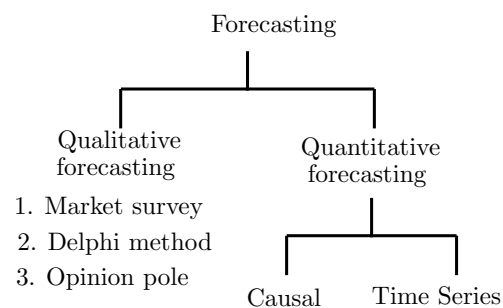 Forecasting
Qualitative
forecasting
1. Market survey
2. Delphi method
3. Opinion pole
Quantitative
forecasting
Causal
Time Series